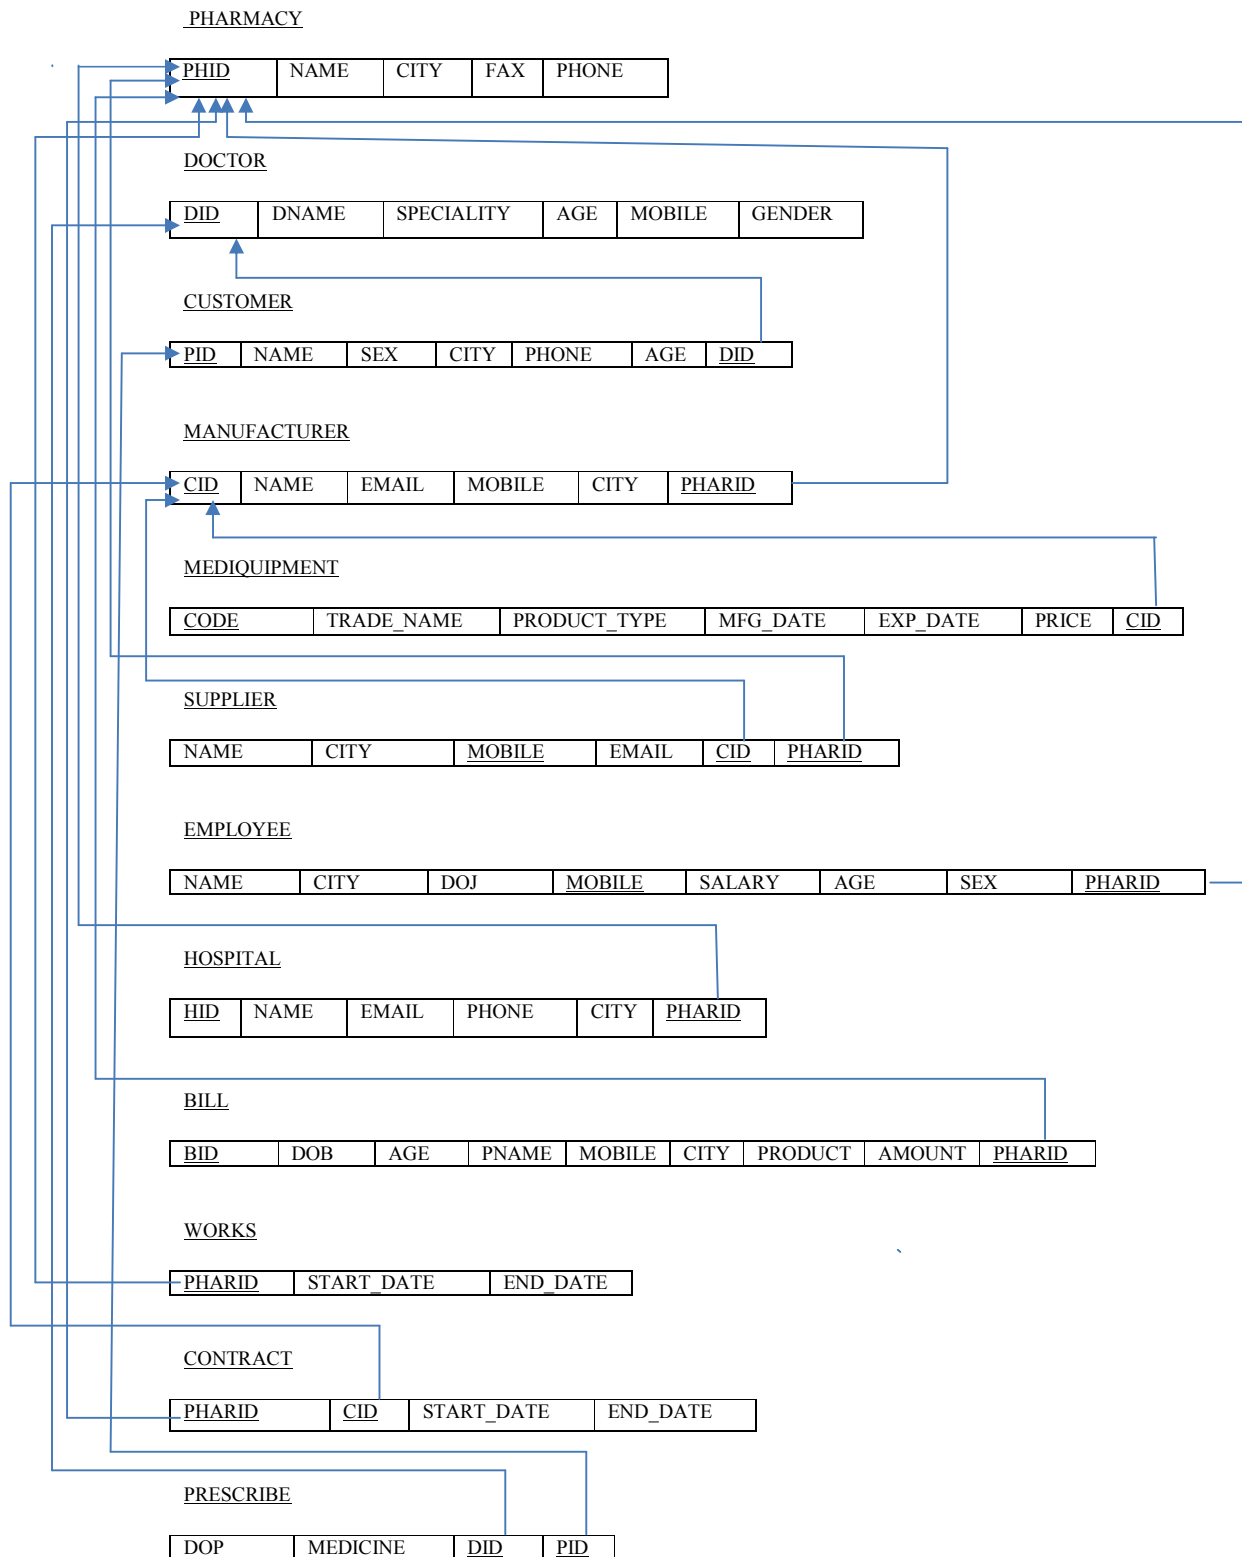 PHARMACY
PHID NAME CITY FAX PHONE
DOCTOR
DID DNAME SPECIALITY AGE MOBILE GENDER
CUSTOMER
PID NAME SEX CITY PHONE AGE DID
MANUFACTURER
CID NAME EMAIL MOBILE CITY PHARID
MEDIQUIPMENT
CODE TRADE_NAME PRODUCT_TYPE MFG_DATE EXP_DATE PRICE CID
SUPPLIER
NAME CITY MOBILE EMAIL CID PHARID
EMPLOYEE
NAME CITY DOJ MOBILE SALARY AGE SEX PHARID
HOSPITAL
HID NAME EMAIL PHONE CITY PHARID
BILL
BID DOB AGE PNAME MOBILE CITY PRODUCT AMOUNT PHARID
WORKS
PHARID START_DATE END_DATE
CONTRACT
PHARID CID START_DATE END_DATE
PRESCRIBE
DOP MEDICINE DID PID